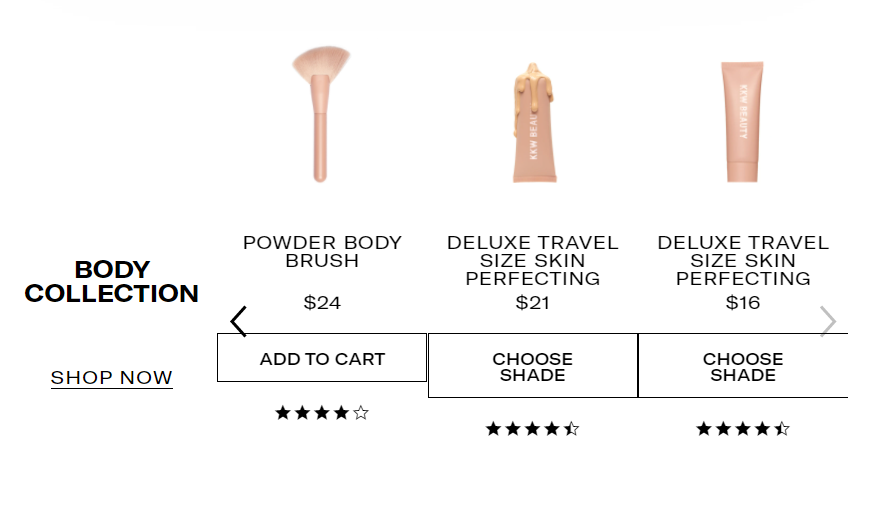 KKW BEAU
KKW BEAUTY
BODY
COLLECTION
SHOP NOW
POWDER BODY
BRUSH
$24
ADD TO CART
DELUXE TRAVEL
SIZE SKIN
PERFECTING
$21
CHOOSE
SHADE
DELUXE TRAVEL
SIZE SKIN
PERFECTING
$16
CHOOSE
SHADE